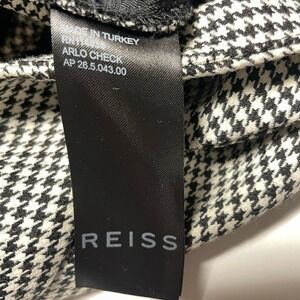 IN TURKEY
ARLO CHECK
AP 26.5.043.00
REISS